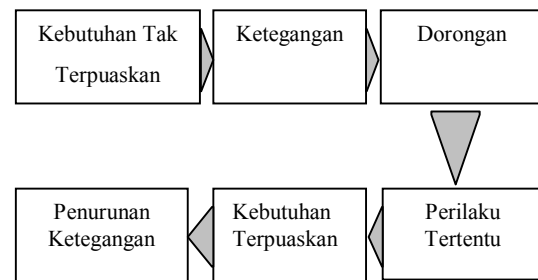 Kebutuhan Tak
Terpuaskan
Ketegangan
Dorongan
Perilaku
Tertentu
Kebutuhan
Terpuaskan
Penurunan
Ketegangan